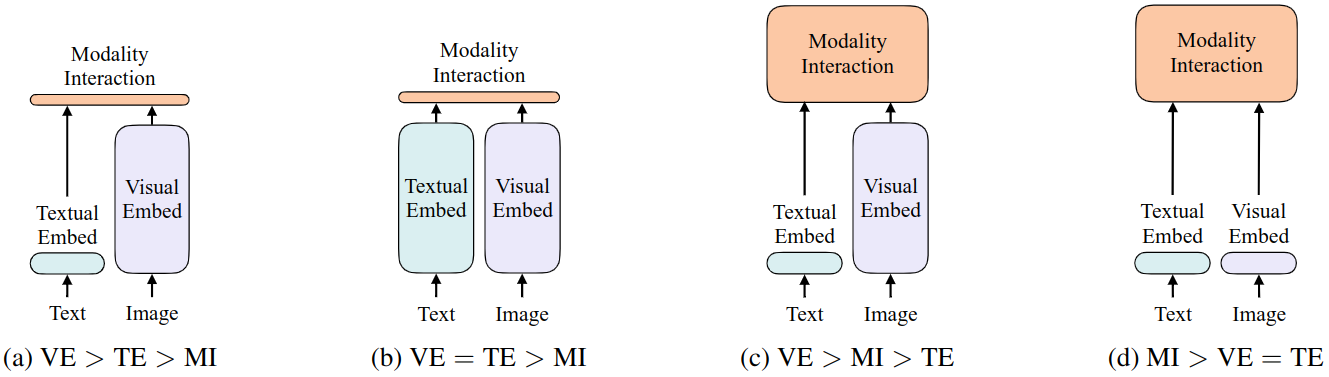 Modality
Interaction
Textual
Embed
Visual
Embed
Text
Image
(a) VE > TE > MI
Modality
Interaction
Textual
Embed
Visual
Embed
Text
Image
(b) VE = TE > MI
Modality
Interaction
Textual
Embed
Visual
Embed
Text
Image
(c) VE > MI > TE
Modality
Interaction
Textual
Embed
Visual
Embed
Text
Image
(d) MI > VE = TE